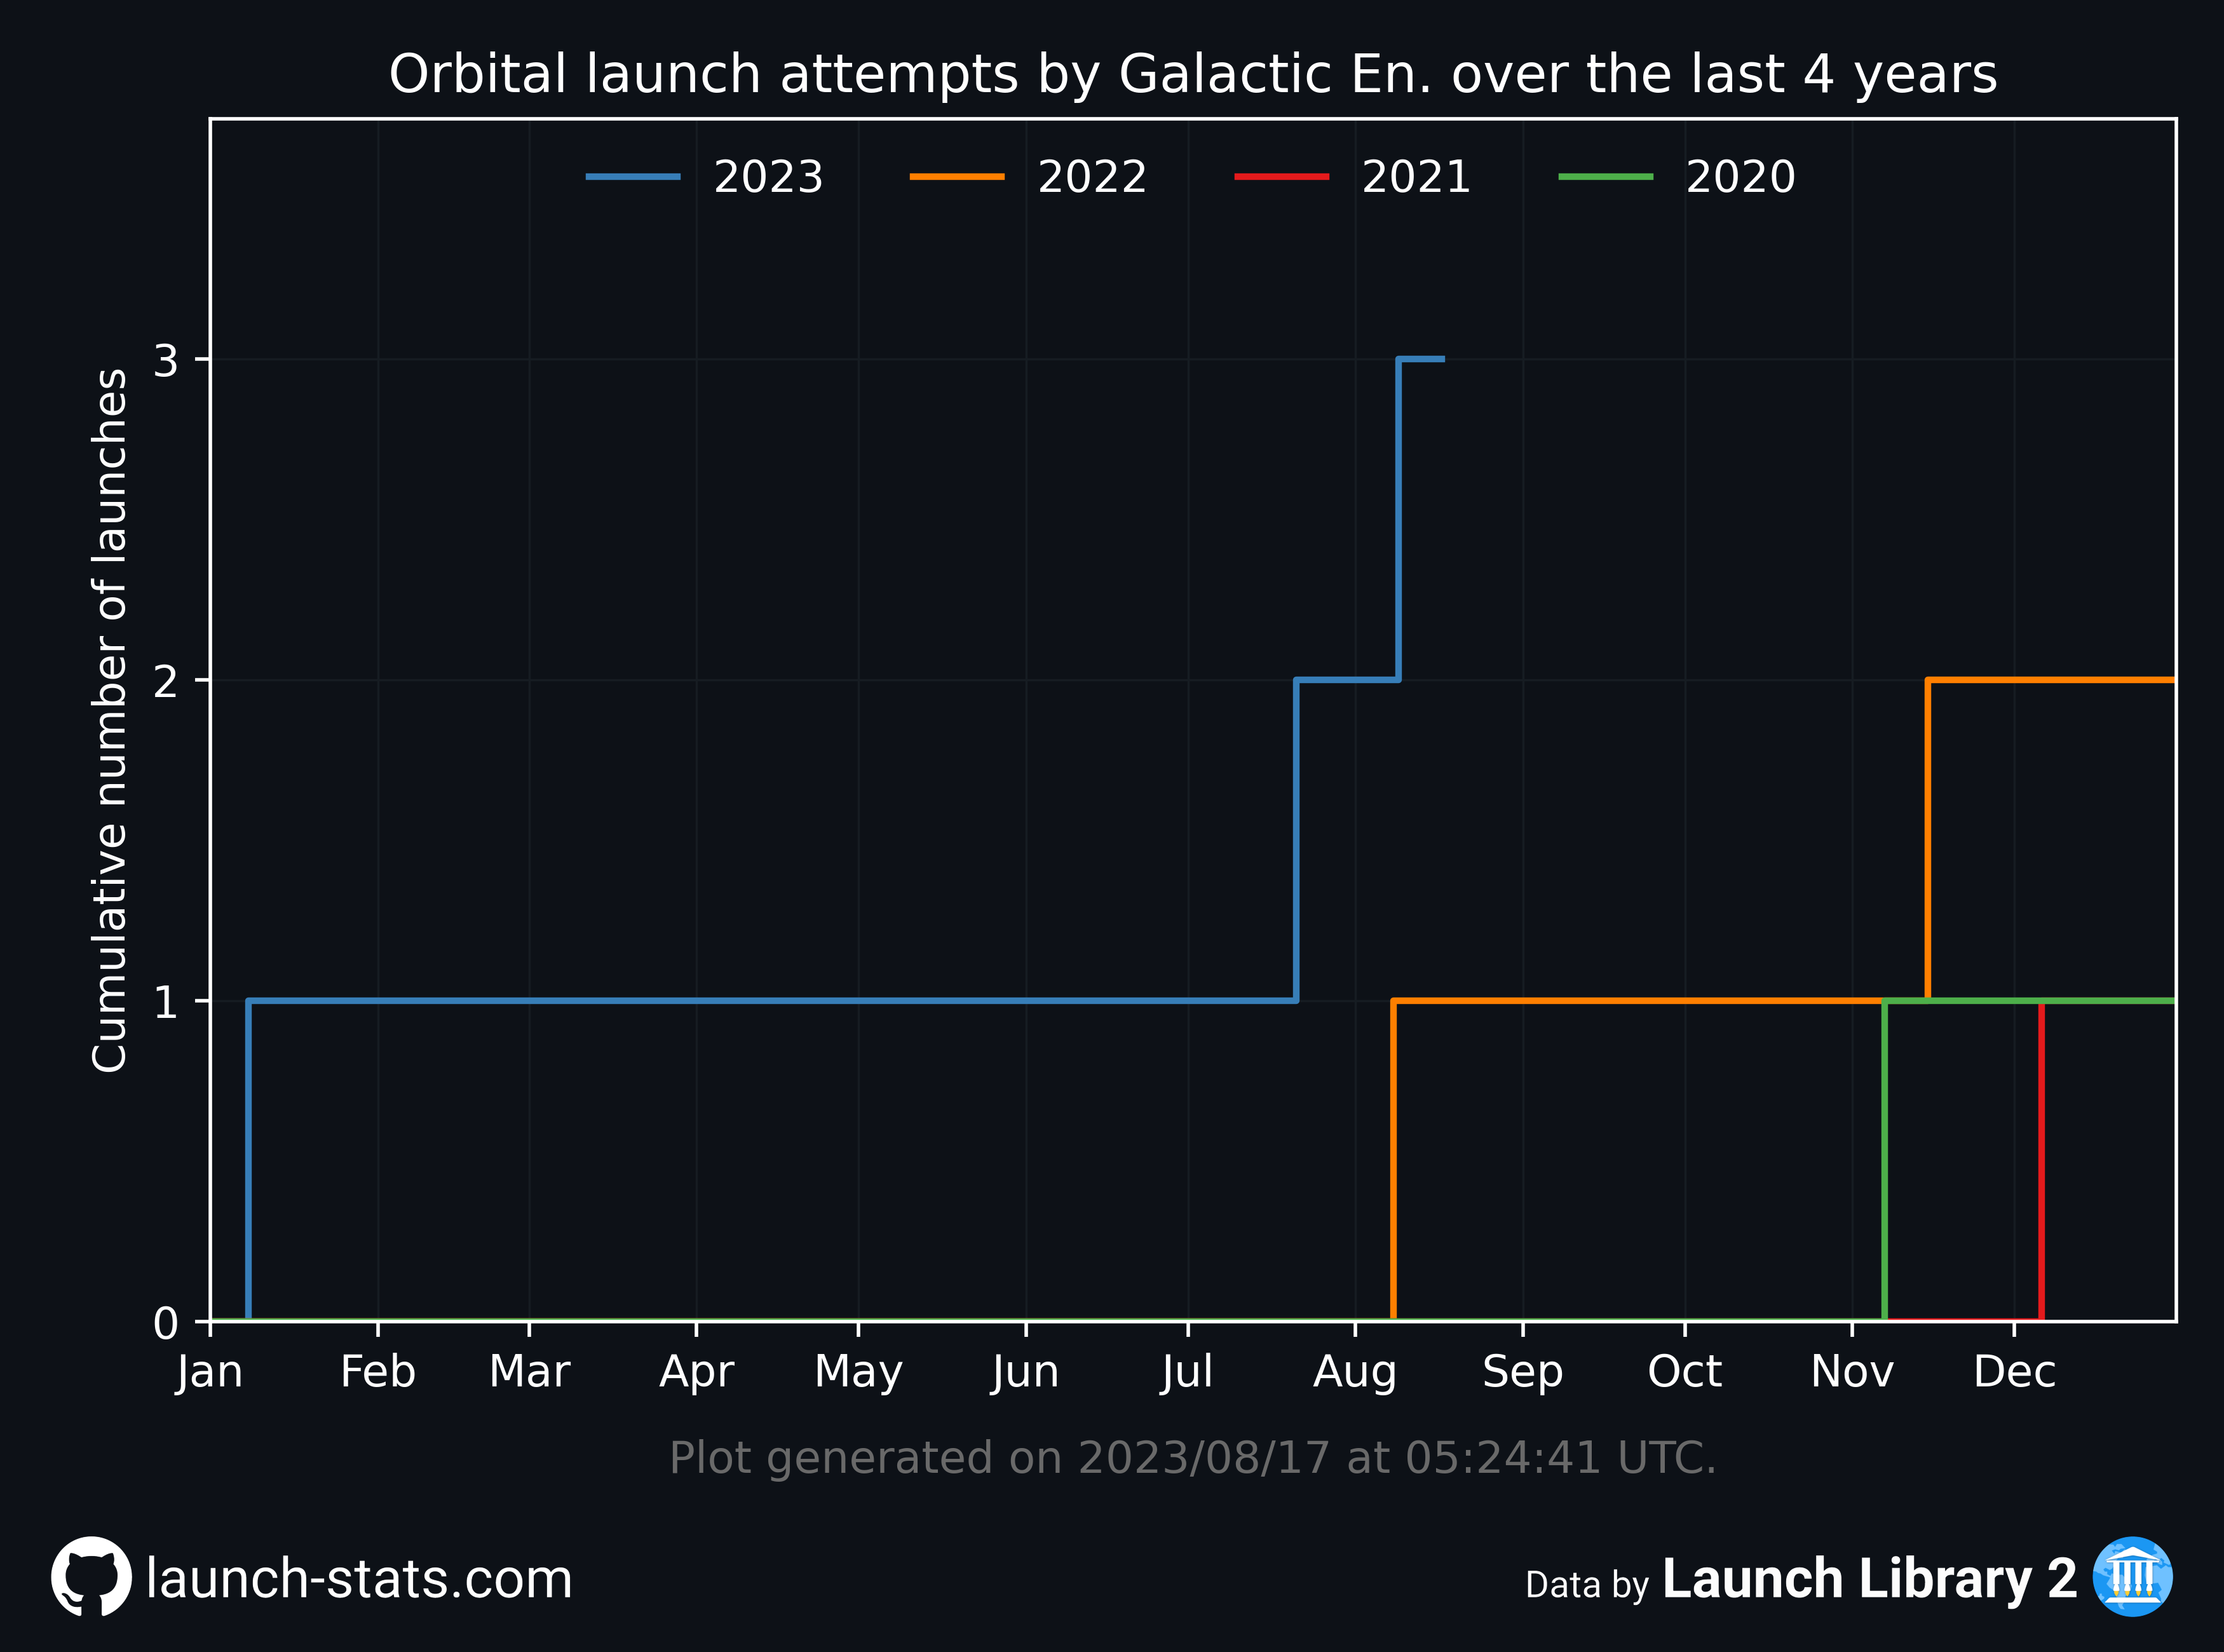 Orbital launch attempts by Galactic En. over the last 4 years
2023 2022 2021 2020
Cumulative number of launches
3
2
1
0
Jan Feb Mar Apr May Jun Jul Aug Sep Oct Nov Dec
Plot generated on 2023/08/17 at 05:24:41 UTC.
launch-stats.com
Data by Launch Library 2